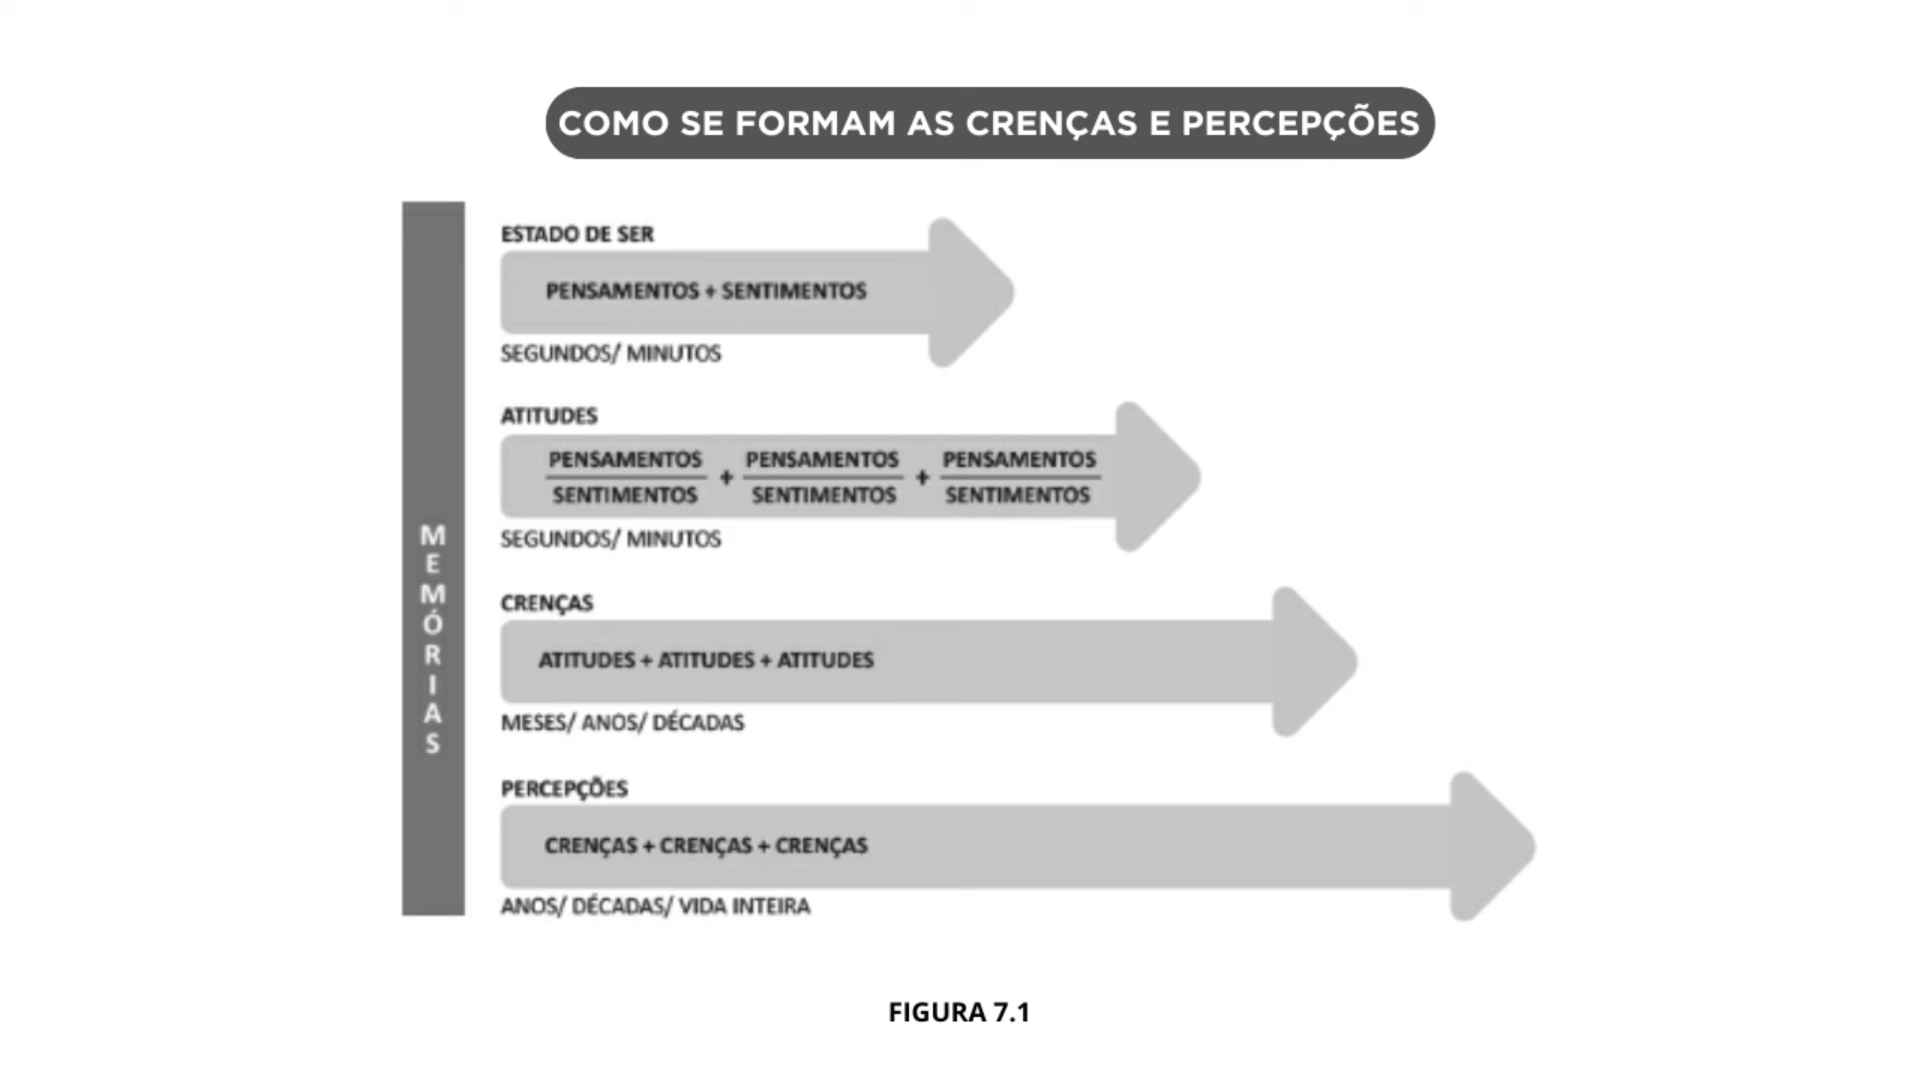 COMO SE FORMAM AS CRENÇAS E PERCEPÇÕES
MEMÓRIAS
ESTADO DE SER
PENSAMENTOS + SENTIMENTOS
SEGUNDOS/ MINUTOS
ATITUDES
PENSAMENTOS + PENSAMENTOS + PENSAMENTOS
SENTIMENTOS SENTIMENTOS SENTIMENTOS
SEGUNDOS/ MINUTOS
CRENÇAS
ATITUDES + ATITUDES + ATITUDES
MESES/ ANOS/ DÉCADAS
PERCEPÇÕES
CRENÇAS + CRENÇAS + CRENÇAS
ANOS/ DÉCADAS/ VIDA INTEIRA
FIGURA 7.1